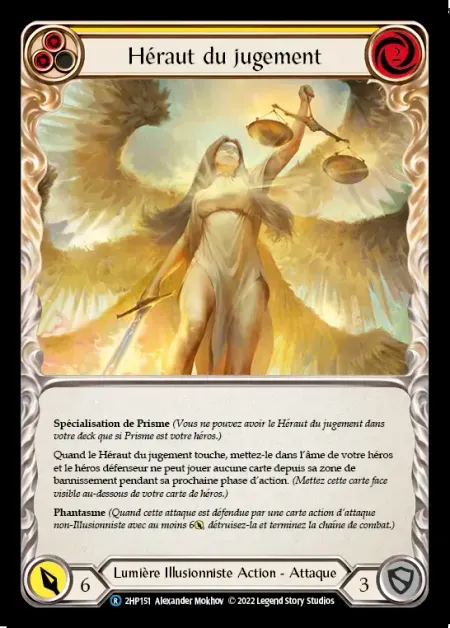 Héraut du jugement
2
Spécialisation de Prisme (Vous ne pouvez avoir le Héraut du jugement dans
votre deck que si Prisme est votre héros.)
Quand le Héraut du jugement touche, mettez-le dans l'âme de votre héros
et le héros défenseur ne peut jouer aucune carte depuis sa zone de
bannissement pendant sa prochaine phase d'action. (Mettez cette carte face
visible au-dessous de votre carte de héros.)
Phantasme (Quand cette attaque est défendue par une carte action d'attaque
non-Illusionniste avec au moins 6, détruisez-la et terminez la chaîne de combat.)
6
Lumière Illusionniste Action - Attaque
3
R 2HP151 Alexander Mokhov © 2022 Legend Story Studios